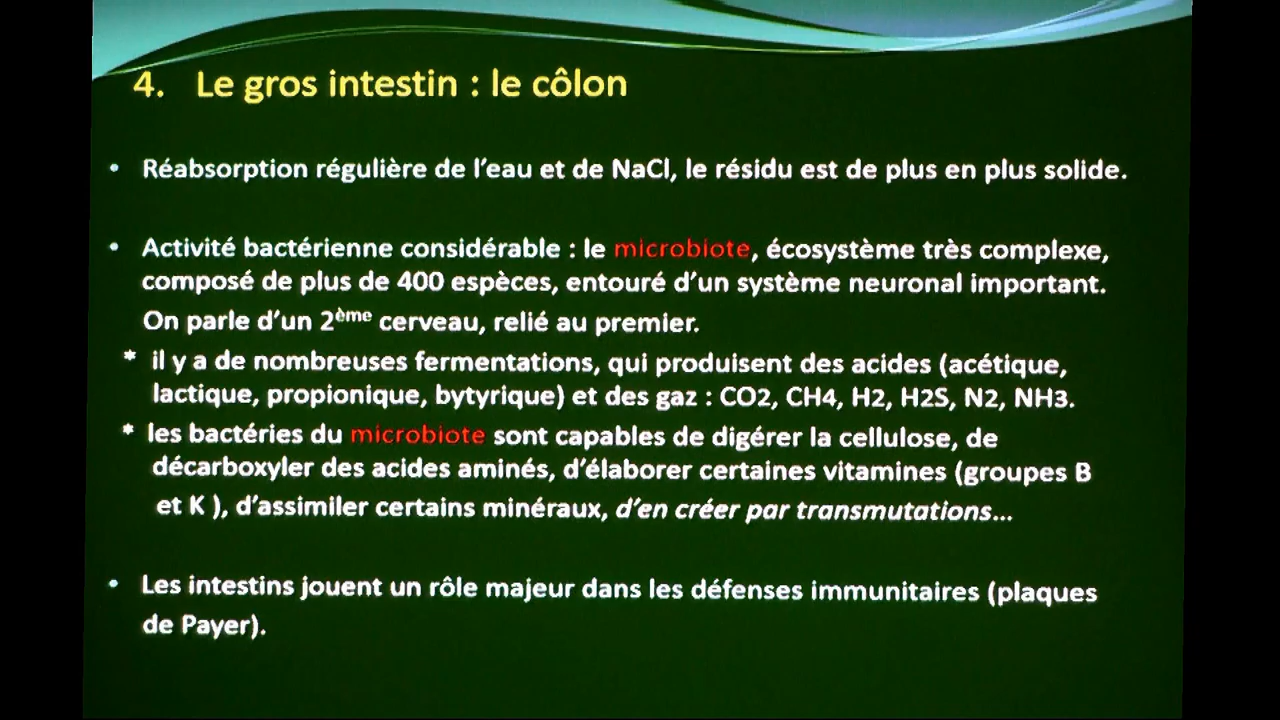 4. Le gros intestin : le côlon
• Réabsorption régulière de l'eau et de NaCl, le résidu est de plus en plus solide.
• Activité bactérienne considérable : le microbiote, écosystème très complexe,
composé de plus de 400 espèces, entouré d'un système neuronal important.
On parle d'un 2ème cerveau, relié au premier.
* il y a de nombreuses fermentations, qui produisent des acides (acétique,
lactique, propionique, bytyrique) et des gaz : CO2, CH4, H2, H2S, N2, NH3.
* les bactéries du microbiote sont capables de digérer la cellulose, de
décarboxyler des acides aminés, d'élaborer certaines vitamines (groupes B
et K ), d'assimiler certains minéraux, d'en créer par transmutations...
• Les intestins jouent un rôle majeur dans les défenses immunitaires (plaques
de Payer).